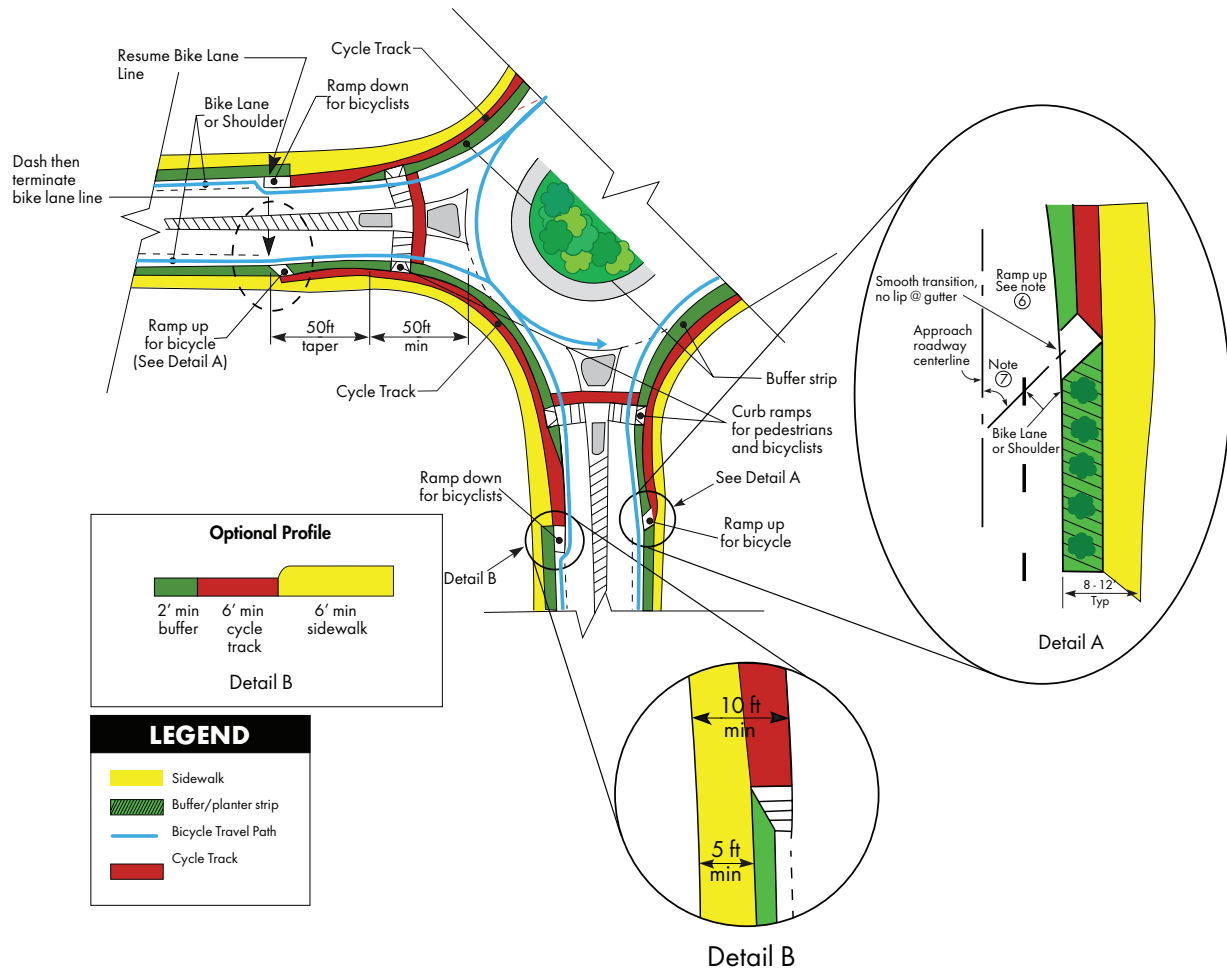 Resume Bike Lane
Line
Cycle Track
Ramp down
for bicyclists
Bike Lane
or Shoulder
Dash then
terminate
bike lane line
Ramp up
for bicycle
(See Detail A)
50ft
taper
50ft
min
Cycle Track
Buffer strip
Curb ramps
for pedestrians
and bicyclists
Ramp down
for bicyclists
See Detail A
Ramp up
for bicycle
Detail B
Smooth transition,
no lip @ gutter
Ramp up
See note
6
Approach
roadway
centerline
Note
7
Bike Lane
or Shoulder
8 - 12'
Typ
Detail A
Optional Profile
2' min
buffer
6' min
cycle
track
6' min
sidewalk
Detail B
LEGEND
Sidewalk
Buffer/planter strip
Bicycle Travel Path
Cycle Track
10 ft
min
5 ft
min
Detail B